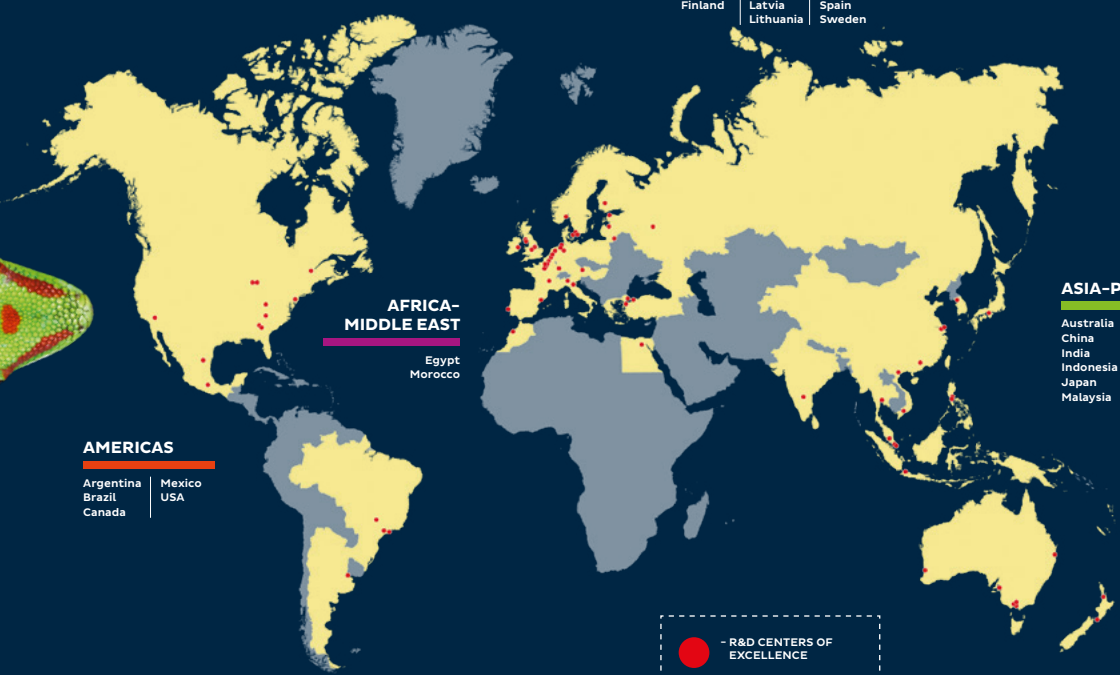 Finland
Latvia
Lithuania
Spain
Sweden
AFRICA–
MIDDLE EAST
Egypt
Morocco
ASIA–P
Australia
China
India
Indonesia
Japan
Malaysia
AMERICAS
Argentina
Brazil
Canada
Mexico
USA
– R&D CENTERS OF
EXCELLENCE